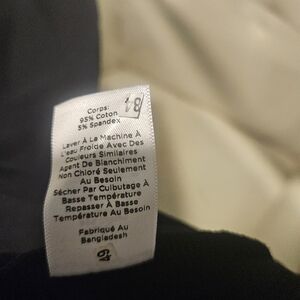 Corps:
95% Coton
5% Spandex
Laver À La Machine À
L'eau Froide Avec Des
Couleurs Similaires
Agent De Blanchiment
Non Chloré Seulement
Au Besoin
Sécher Par Culbutage À
Basse Température
Repasser À Basse
Température Au Besoin
Fabriqué Au
Bangladesh